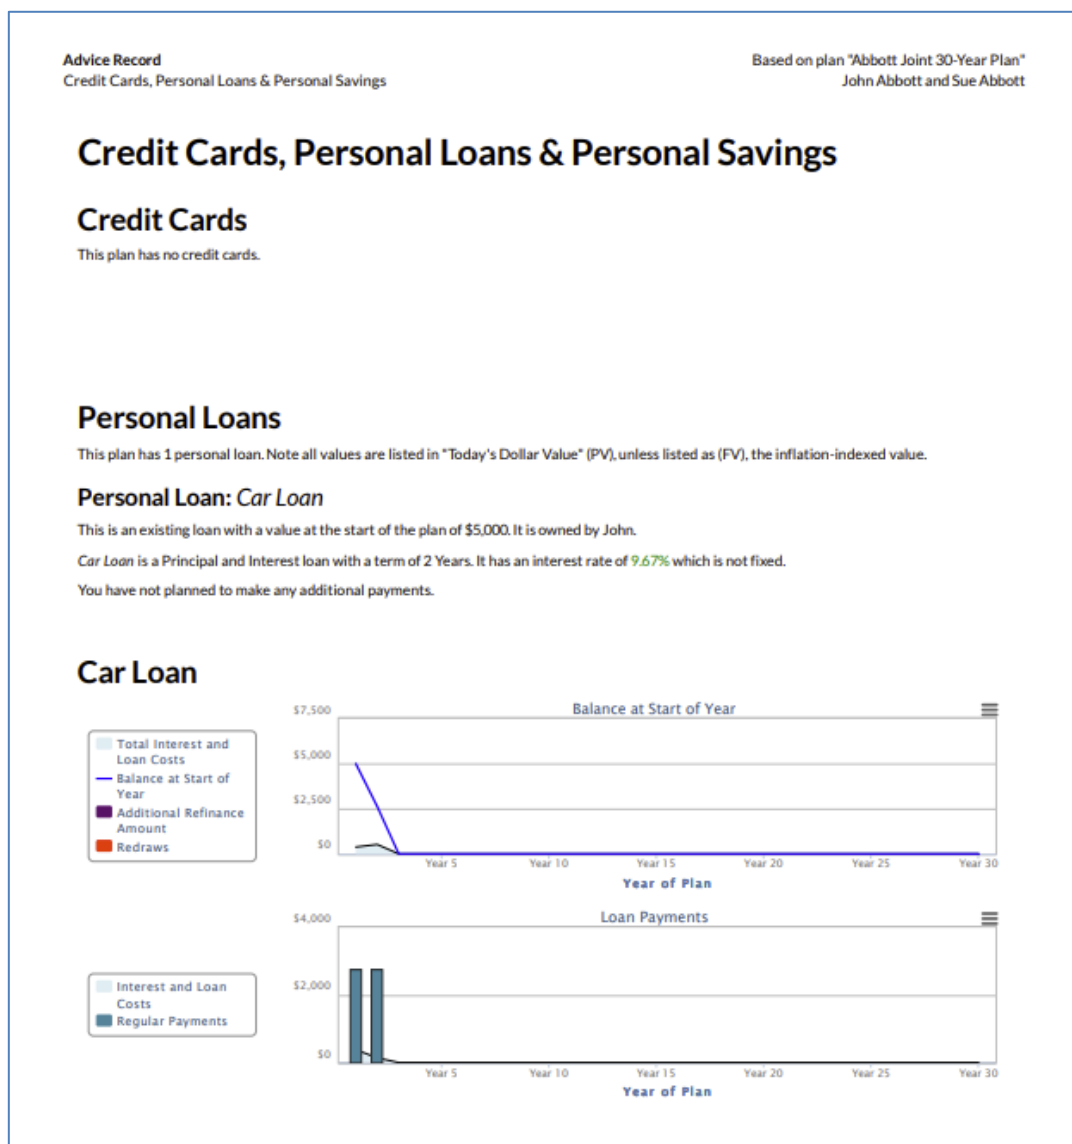 Advice Record
Based on plan "Abbott Joint 30-Year Plan"
Credit Cards, Personal Loans & Personal Savings
John Abbott and Sue Abbott
Credit Cards, Personal Loans & Personal Savings
Credit Cards
This plan has no credit cards.
Personal Loans
This plan has 1 personal loan. Note all values are listed in "Today's Dollar Value" (PV), unless listed as (FV), the inflation-indexed value.
Personal Loan: Car Loan
This is an existing loan with a value at the start of the plan of $5,000. It is owned by John.
Car Loan is a Principal and Interest loan with a term of 2 Years. It has an interest rate of 9.67% which is not fixed.
You have not planned to make any additional payments.
Car Loan
Balance at Start of Year
Total Interest and
Loan Costs
Balance at Start of
Year
Additional Refinance
Amount
Redraws
$7,500
$5,000
$2,500
$0
Year 5
Year 10
Year 15
Year 20
Year 25
Year 30
Year of Plan
Loan Payments
Interest and Loan
Costs
Regular Payments
$4,000
$2,000
$0
Year 5
Year 10
Year 15
Year 20
Year 25
Year 30
Year of Plan